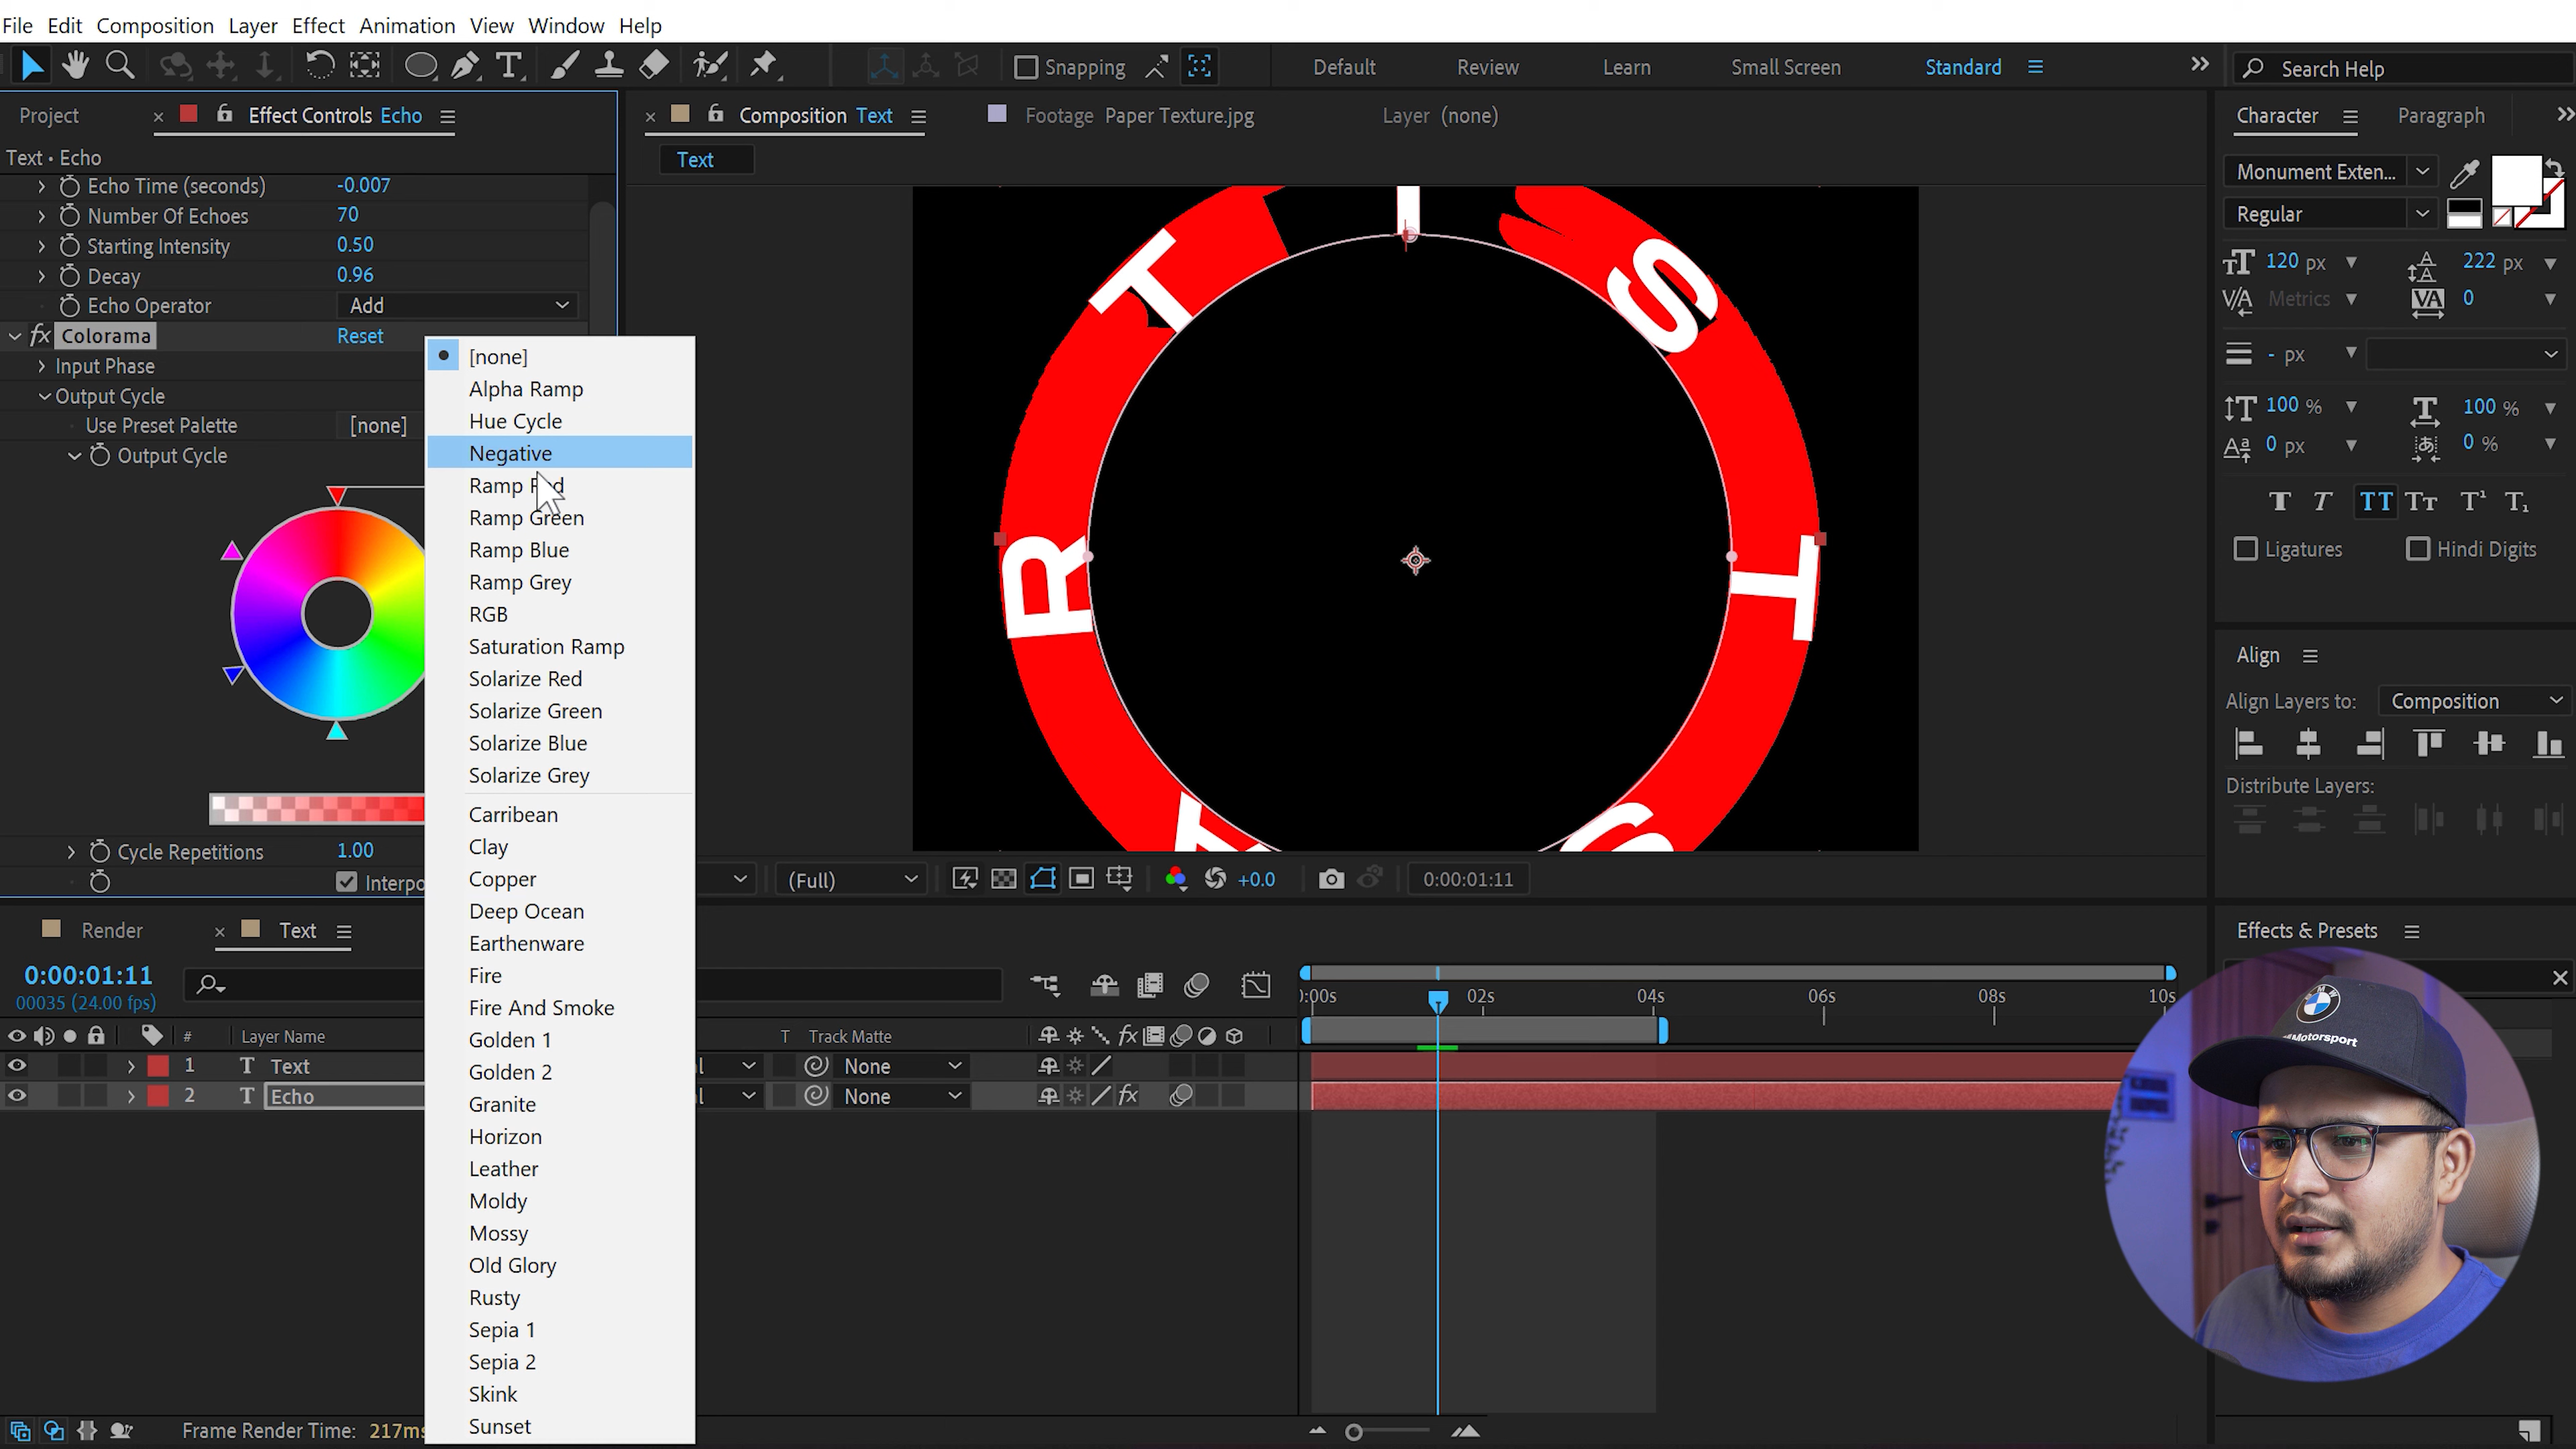 File Edit Composition Layer Effect Animation View Window Help
Snapping Default Review Learn Small Screen Standard Search Help
Project Effect Controls Echo Composition Text Footage Paper Texture.jpg Layer (none) Character Paragraph
Text • Echo
Text
Echo Time (seconds) -0.007
Number Of Echoes 70
Starting Intensity 0.50
Decay 0.96
Echo Operator Add
fx Colorama Reset
Input Phase
Output Cycle
Use Preset Palette [none]
Output Cycle
Cycle Repetitions 1.00
[none]
Alpha Ramp
Hue Cycle
Negative
Ramp Red
Ramp Green
Ramp Blue
Ramp Grey
RGB
Saturation Ramp
Solarize Red
Solarize Green
Solarize Blue
Solarize Grey
Carribean
Clay
Copper
Deep Ocean
Earthenware
Fire
Fire And Smoke
Golden 1
Golden 2
Granite
Horizon
Leather
Moldy
Mossy
Old Glory
Rusty
Sepia 1
Sepia 2
Skink
Sunset
I
T S
R T
S
Monument Exten...
Regular
120 px 222 px
Metrics 0
- px
100 % 100 %
0 px 0 %
Ligatures Hindi Digits
Align
Align Layers to: Composition
Distribute Layers:
(Full) +0.0 0:00:01:11
Render Text
0:00:01:11
00035 (24.00 fps)
02s 04s 06s 08s 10s
# Layer Name T Track Matte fx
1 T Text None
2 T Echo None fx
Frame Render Time: 217ms
Effects & Presets
BMW
Motorsport